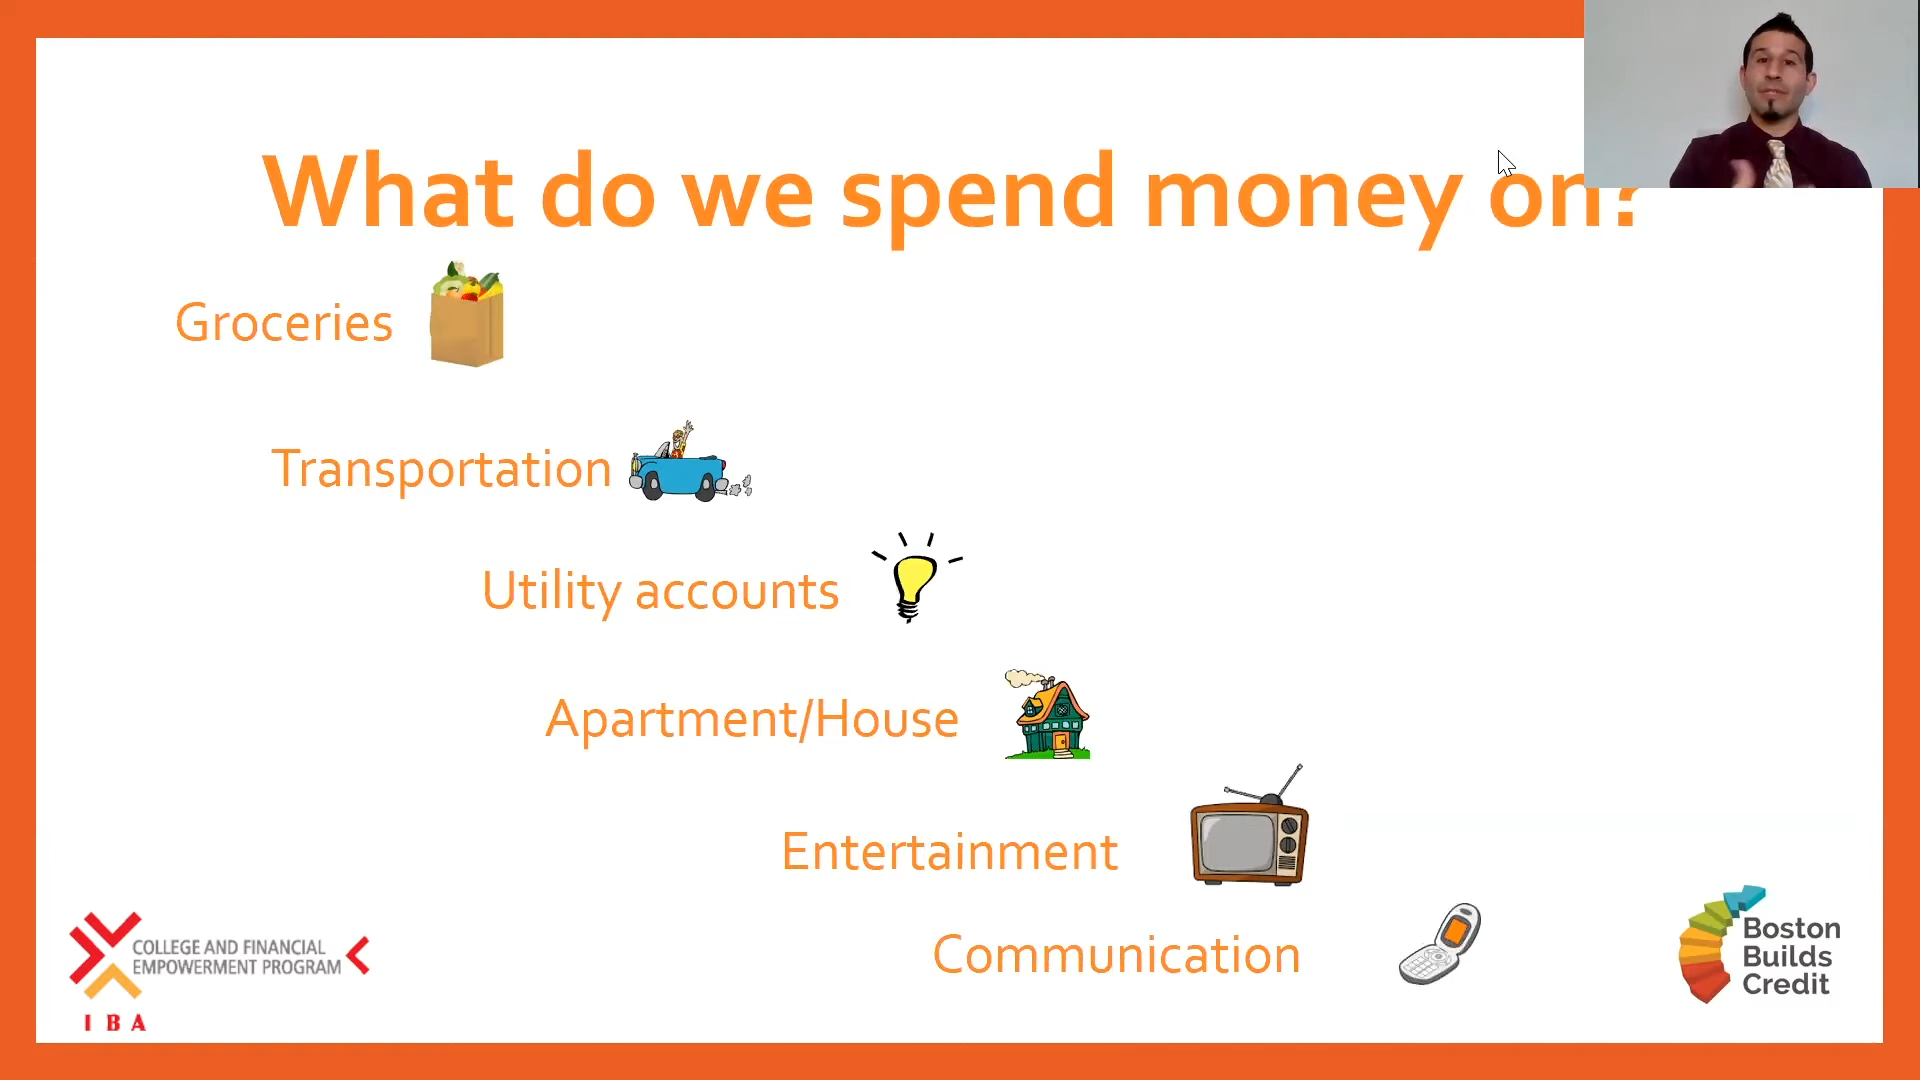 What do we spend money on?
Groceries
Transportation
Utility accounts
Apartment/House
Entertainment
Communication
COLLEGE AND FINANCIAL
EMPOWERMENT PROGRAM
IBA
Boston
Builds
Credit